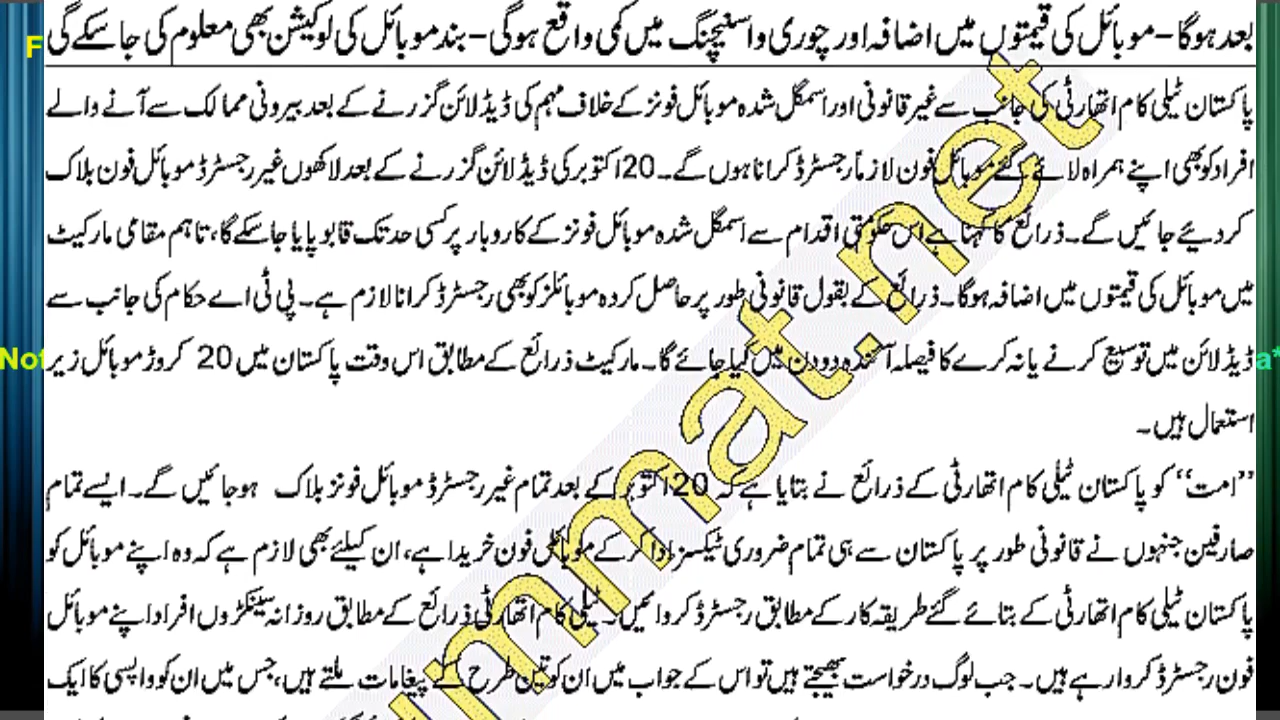 بعد ہوگا - موبائل کی قیمتوں میں اضافہ اور چوری و اسنیچنگ میں کمی واقع ہوگی - بند موبائل کی لوکیشن بھی معلوم کی جا سکے گی
F
پاکستان ٹیلی کام اتھارٹی کی جانب سے غیر قانونی اور اسمگل شدہ موبائل فونز کے خلاف مہم کی ڈیڈ لائن گزرنے کے بعد بیرونی ممالک سے آنے والے
افراد کو بھی اپنے ہمراہ لائے گئے موبائل فون لازماً رجسٹرڈ کرانا ہوں گے۔ 20 اکتوبر کی ڈیڈ لائن گزرنے کے بعد لاکھوں غیر رجسٹرڈ موبائل فون بلاک
کر دیئے جائیں گے۔ ذرائع کا کہنا ہے اس حکومتی اقدام سے اسمگل شدہ موبائل فونز کے کاروبار پر کسی حد تک قابو پایا جا سکے گا، تاہم مقامی مارکیٹ
میں موبائل کی قیمتوں میں اضافہ ہوگا۔ ذرائع کے بقول قانونی طور پر حاصل کردہ موبائلز کو بھی رجسٹرڈ کرانا لازم ہے۔ پی ٹی اے حکام کی جانب سے
ڈیڈ لائن میں توسیع کرنے یا نہ کرے کا فیصلہ آئندہ دو دن میں کیا جائے گا۔ مارکیٹ ذرائع کے مطابق اس وقت پاکستان میں 20 کروڑ موبائل زیر
Not
a*
استعمال ہیں۔
’’امت‘‘ کو پاکستان ٹیلی کام اتھارٹی کے ذرائع نے بتایا ہے کہ 20 اکتوبر کے بعد تمام غیر رجسٹرڈ موبائل فونز بلاک ہوجائیں گے۔ ایسے تمام
صارفین جنہوں نے قانونی طور پر پاکستان سے ہی تمام ضروری ٹیکسز ادا کر کے موبائل فون خریدا ہے، ان کیلئے بھی لازم ہے کہ وہ اپنے موبائل کو
پاکستان ٹیلی کام اتھارٹی کے بتائے گئے طریقہ کار کے مطابق رجسٹرڈ کروائیں۔ ٹیلی کام اتھارٹی ذرائع کے مطابق روزانہ سینکڑوں افراد اپنے موبائل
فون رجسٹرڈ کروا رہے ہیں۔ جب لوگ درخواست بھیجتے ہیں تو اس کے جواب میں ان کو تین طرح کے پیغامات ملتے ہیں، جس میں ان کو واپسی کا ایک
ummat.net